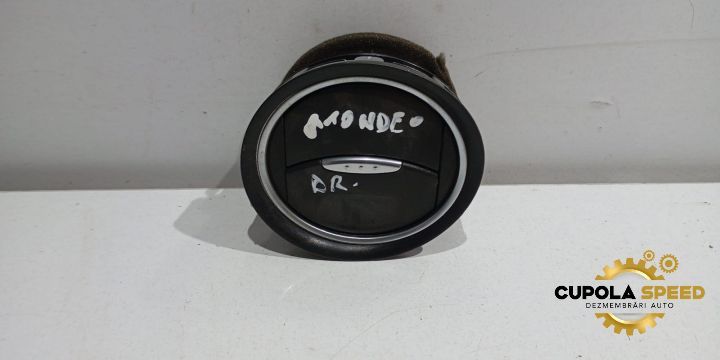 MONDEO
DR.
CUPOLA SPEED
DEZMEMBRĂRI AUTO